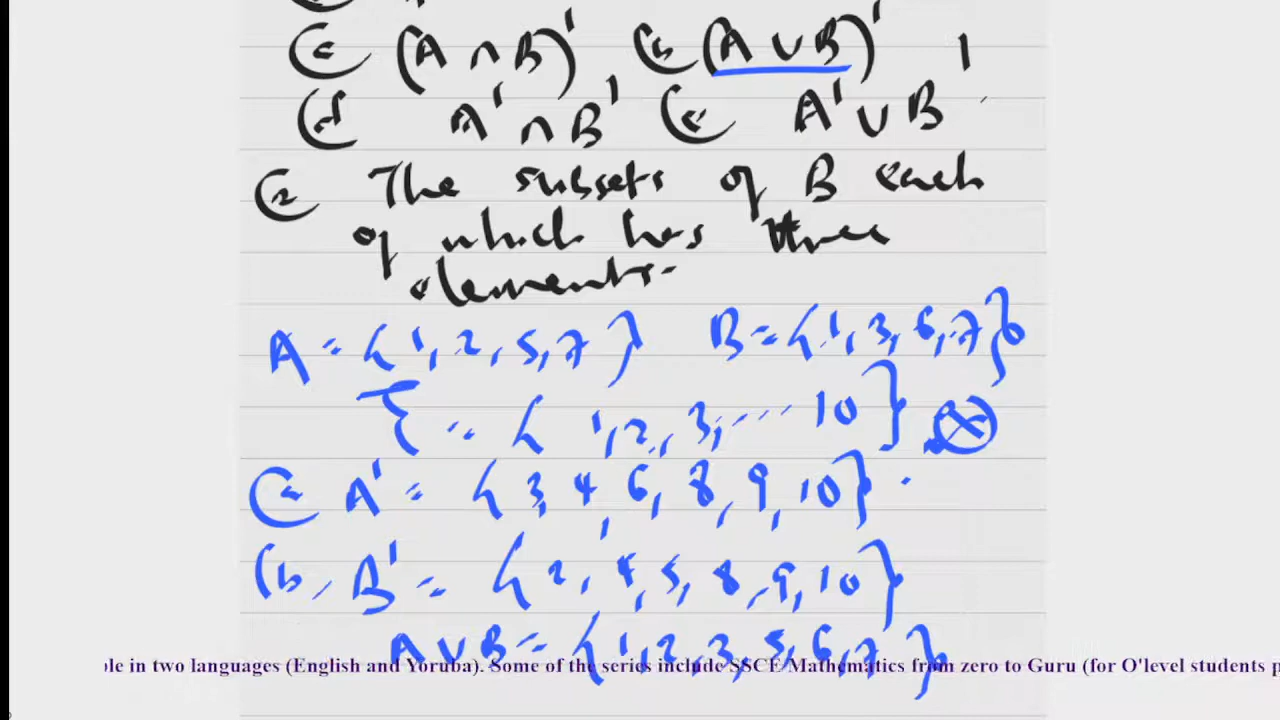 (c (A ∩ B)' (b (A ∪ B)'
(d A' ∩ B' (e A' ∪ B'
(2 The subsets of B each
of which has three
elements.
A = {1, 2, 5, 7} B = {1, 3, 6, 7}
ξ = {1, 2, 3, ... 10}
(a A' = {3, 4, 6, 8, 9, 10}.
(b, B' = {2, 4, 5, 8, 9, 10}
A ∪ B = {1, 2, 3, 5, 6, 7}
le in two languages (English and Yoruba). Some of the series include SSCE Mathematics from zero to Guru (for O'level students p